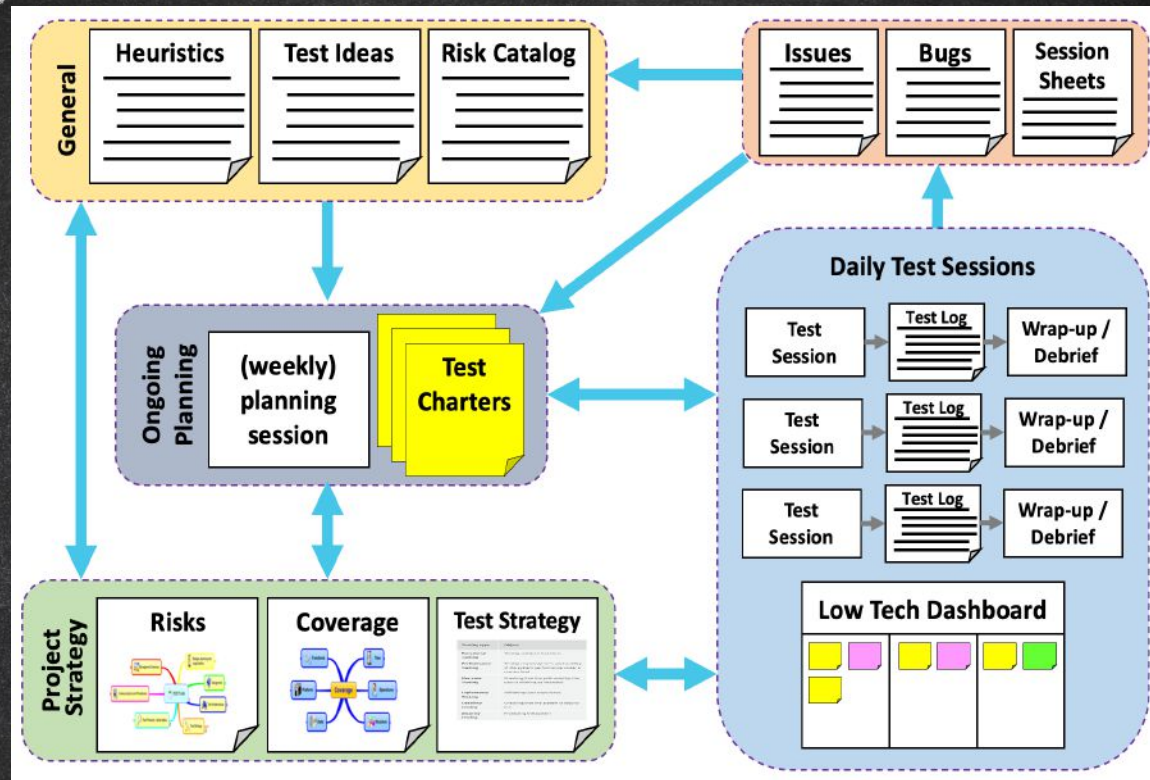 General
Heuristics
Test Ideas
Risk Catalog
Issues
Bugs
Session
Sheets
Ongoing
Planning
(weekly)
planning
session
Test
Charters
Daily Test Sessions
Test
Session
Test Log
Wrap-up /
Debrief
Test
Session
Test Log
Wrap-up /
Debrief
Test
Session
Test Log
Wrap-up /
Debrief
Low Tech Dashboard
Project
Strategy
Risks
Coverage
Coverage
Test Strategy